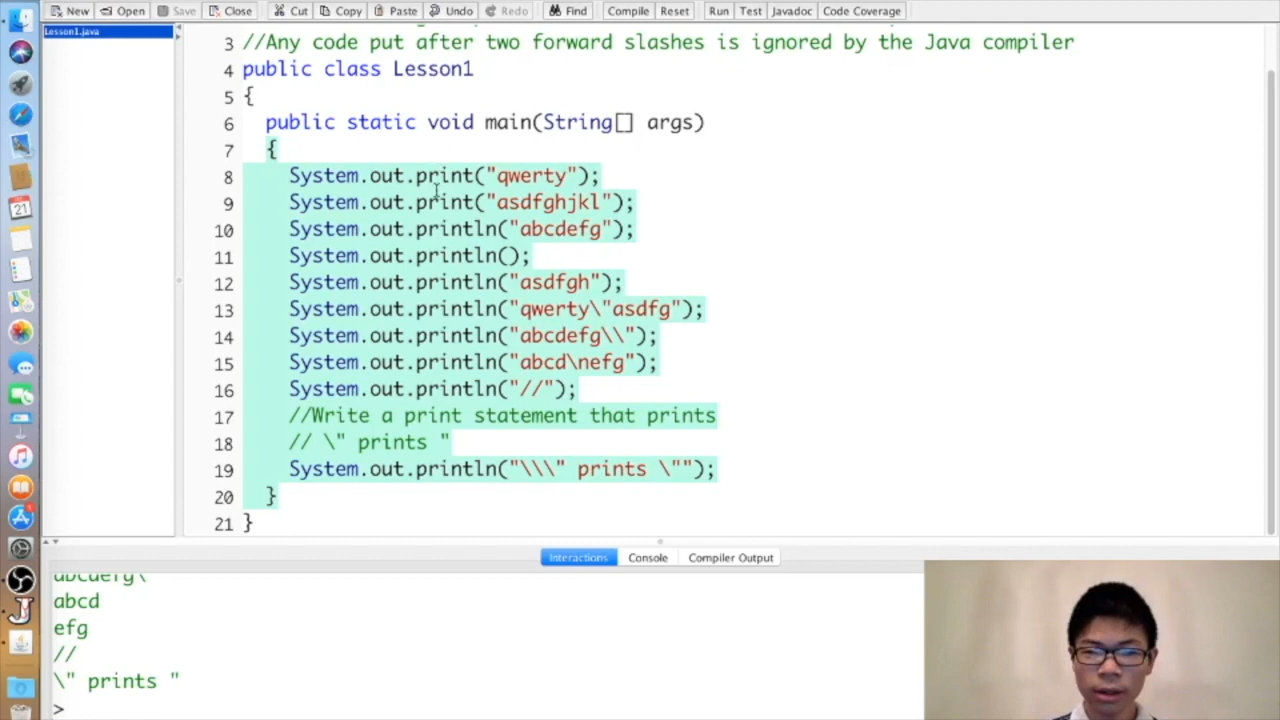 New Open Save Close Cut Copy Paste Undo Redo Find Compile Reset Run Test Javadoc Code Coverage
Lesson1.java
3 //Any code put after two forward slashes is ignored by the Java compiler
4 public class Lesson1
5 {
6 public static void main(String[] args)
7 {
8 System.out.print("qwerty");
9 System.out.print("asdfghjkl");
10 System.out.println("abcdefg");
11 System.out.println();
12 System.out.println("asdfgh");
13 System.out.println("qwerty\"asdfg");
14 System.out.println("abcdefg\\");
15 System.out.println("abcd\nefg");
16 System.out.println("//");
17 //Write a print statement that prints
18 // \" prints "
19 System.out.println("\\\" prints \"");
20 }
21 }
Interactions Console Compiler Output
abcdefg\
abcd
efg
//
\" prints "
>
21